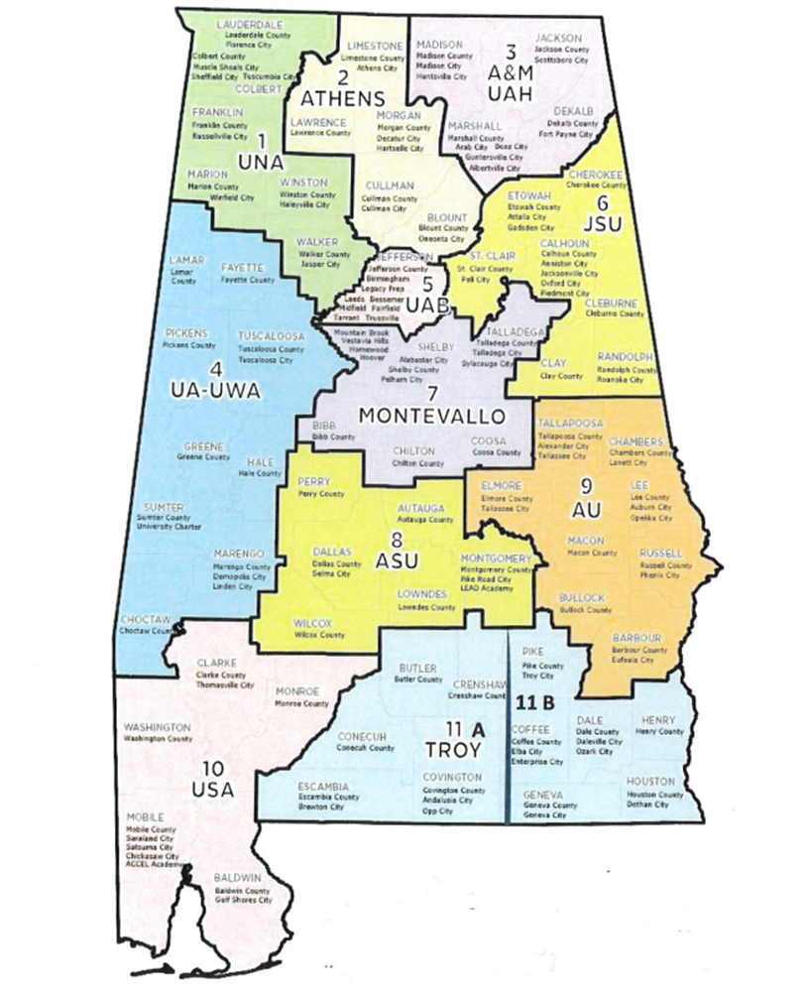 LAUDERDALE
Lauderdale County
Florence City
Colbert County
Muscle Shoals City
Sheffield City Tuscumbia City
COLBERT
FRANKLIN
Franklin County
Russellville City
1
UNA
MARION
Marion County
Winfield City
WINSTON
Winston County
Haleyville City
WALKER
Walker County
Jasper City
LIMESTONE
Limestone County
Athens City
2
ATHENS
LAWRENCE
Lawrence County
MORGAN
Morgan County
Decatur City
Hartselle City
CULLMAN
Cullman County
Cullman City
BLOUNT
Blount County
Oneonta City
MADISON
Madison County
Madison City
Huntsville City
3
A&M
UAH
JACKSON
Jackson County
Scottsboro City
DEKALB
Dekalb County
Fort Payne City
MARSHALL
Marshall County
Arab City Boaz City
Guntersville City
Albertville City
CHEROKEE
Cherokee County
ETOWAH
Etowah County
Attalla City
Gadsden City
6
JSU
CALHOUN
Calhoun County
Anniston City
Jacksonville City
Oxford City
Piedmont City
ST. CLAIR
St. Clair County
Pell City
CLEBURNE
Cleburne County
CLAY
Clay County
RANDOLPH
Randolph County
Roanoke City
JEFFERSON
Jefferson County
Birmingham
Legacy Prep
Leeds Bessemer
Midfield Fairfield
Tarrant Trussville
5
UAB
LAMAR
Lamar
County
FAYETTE
Fayette County
PICKENS
Pickens County
TUSCALOOSA
Tuscaloosa County
Tuscaloosa City
4
UA-UWA
GREENE
Greene County
HALE
Hale County
SUMTER
Sumter County
University Charter
MARENGO
Marengo County
Demopolis City
Linden City
CHOCTAW
Choctaw County
Mountain Brook
Vestavia Hills
Homewood
Hoover
SHELBY
Alabaster City
Shelby County
Pelham City
TALLADEGA
Talladega County
Talladega City
Sylacauga City
7
MONTEVALLO
BIBB
Bibb County
CHILTON
Chilton County
COOSA
Coosa County
PERRY
Perry County
AUTAUGA
Autauga County
8
ASU
DALLAS
Dallas County
Selma City
MONTGOMERY
Montgomery County
Pike Road City
LEAD Academy
LOWNDES
Lowndes County
WILCOX
Wilcox County
TALLAPOOSA
Tallapoosa County
Alexander City
Tallassee City
CHAMBERS
Chambers County
Lanett City
ELMORE
Elmore County
Tallassee City
9
AU
LEE
Lee County
Auburn City
Opelika City
MACON
Macon County
RUSSELL
Russell County
Phenix City
BULLOCK
Bullock County
BARBOUR
Barbour County
Eufaula City
CLARKE
Clarke County
Thomasville City
MONROE
Monroe County
WASHINGTON
Washington County
10
USA
MOBILE
Mobile County
Saraland City
Satsuma City
Chickasaw City
ACCEL Academy
BALDWIN
Baldwin County
Gulf Shores City
BUTLER
Butler County
CRENSHAW
Crenshaw Count
11 A
TROY
CONECUH
Conecuh County
ESCAMBIA
Escambia County
Brewton City
COVINGTON
Covington County
Andalusia City
Opp City
PIKE
Pike County
Troy City
11 B
COFFEE
Coffee County
Elba City
Enterprise City
DALE
Dale County
Daleville City
Ozark City
HENRY
Henry County
GENEVA
Geneva County
Geneva City
HOUSTON
Houston County
Dothan City